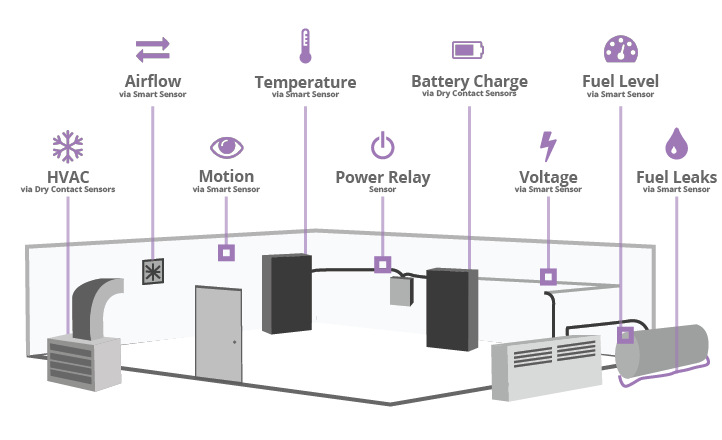 Airflow
via Smart Sensor
Temperature
via Smart Sensor
Battery Charge
via Dry Contact Sensors
Fuel Level
via Smart Sensor
HVAC
via Dry Contact Sensors
Motion
via Smart Sensor
Power Relay
Sensor
Voltage
via Smart Sensor
Fuel Leaks
via Smart Sensor